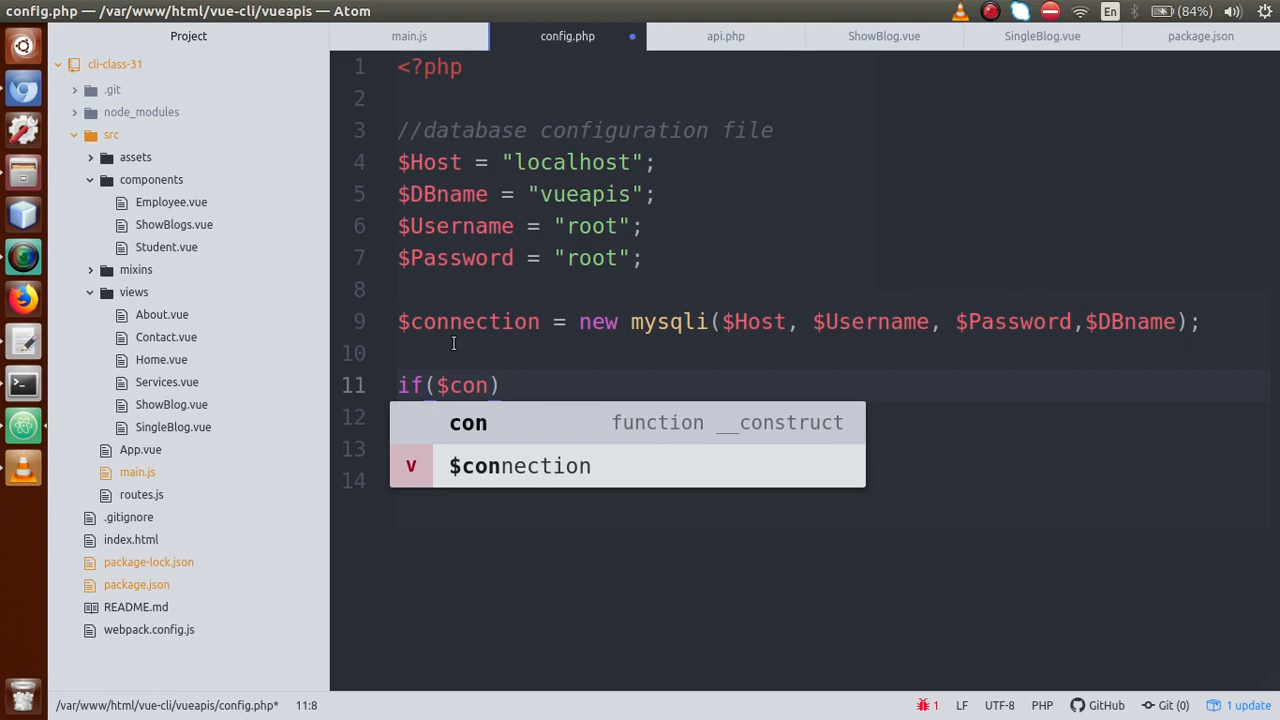 config.php — /var/www/html/vue-cli/vueapis — Atom
En
(84%)
Project
main.js
config.php
api.php
ShowBlog.vue
SingleBlog.vue
package.json
cli-class-31
.git
node_modules
src
assets
components
Employee.vue
ShowBlogs.vue
Student.vue
mixins
views
About.vue
Contact.vue
Home.vue
Services.vue
ShowBlog.vue
SingleBlog.vue
App.vue
main.js
routes.js
.gitignore
index.html
package-lock.json
package.json
README.md
webpack.config.js
1 <?php
2
3 //database configuration file
4 $Host = "localhost";
5 $DBname = "vueapis";
6 $Username = "root";
7 $Password = "root";
8
9 $connection = new mysqli($Host, $Username, $Password,$DBname);
10
11 if($con)
12
13
14
con function __construct
v $connection
/var/www/html/vue-cli/vueapis/config.php* 11:8
1 LF UTF-8 PHP GitHub Git (0) 1 update